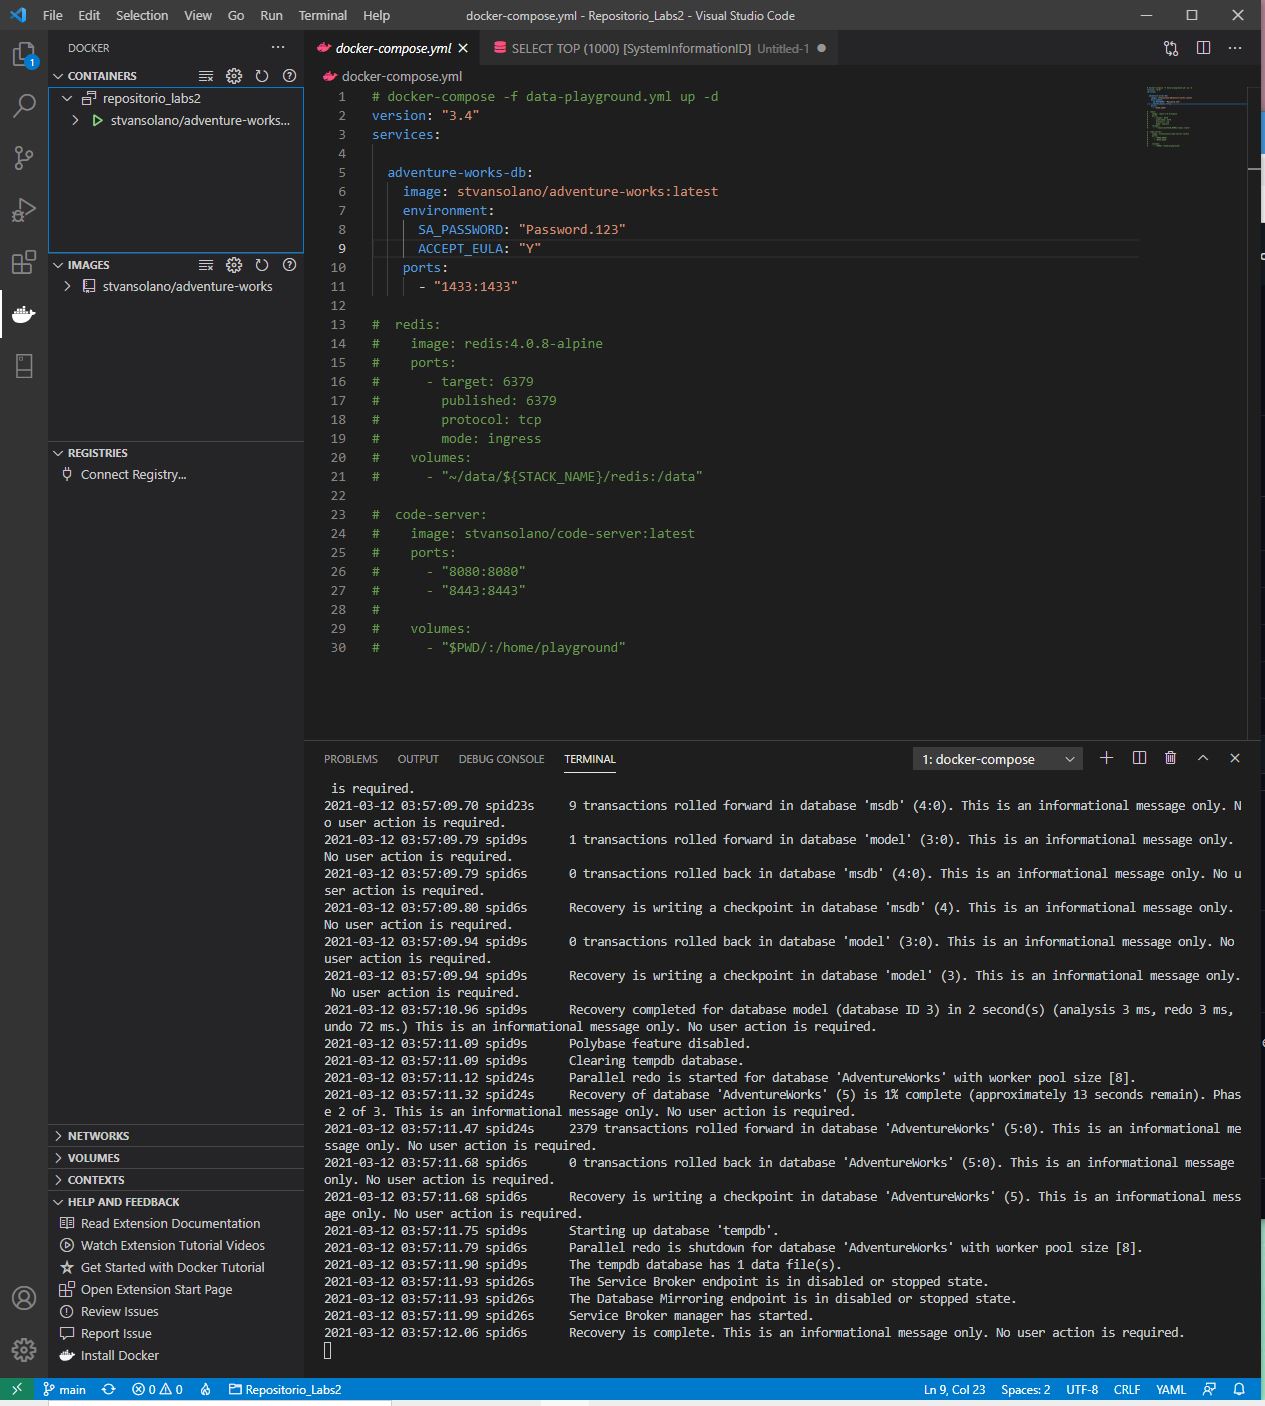 File Edit Selection View Go Run Terminal Help docker-compose.yml - Repositorio_Labs2 - Visual Studio Code
DOCKER
CONTAINERS
repositorio_labs2
stvansolano/adventure-works...
IMAGES
stvansolano/adventure-works
REGISTRIES
Connect Registry...
NETWORKS
VOLUMES
CONTEXTS
HELP AND FEEDBACK
Read Extension Documentation
Watch Extension Tutorial Videos
Get Started with Docker Tutorial
Open Extension Start Page
Review Issues
Report Issue
Install Docker
1
docker-compose.yml SELECT TOP (1000) [SystemInformationID] Untitled-1
docker-compose.yml
1 # docker-compose -f data-playground.yml up -d
2 version: "3.4"
3 services:
4
5 adventure-works-db:
6 image: stvansolano/adventure-works:latest
7 environment:
8 SA_PASSWORD: "Password.123"
9 ACCEPT_EULA: "Y"
10 ports:
11 - "1433:1433"
12
13 # redis:
14 # image: redis:4.0.8-alpine
15 # ports:
16 # - target: 6379
17 # published: 6379
18 # protocol: tcp
19 # mode: ingress
20 # volumes:
21 # - "~/data/${STACK_NAME}/redis:/data"
22
23 # code-server:
24 # image: stvansolano/code-server:latest
25 # ports:
26 # - "8080:8080"
27 # - "8443:8443"
28 #
29 # volumes:
30 # - "$PWD/:/home/playground"
PROBLEMS OUTPUT DEBUG CONSOLE TERMINAL 1: docker-compose
is required.
2021-03-12 03:57:09.70 spid23s 9 transactions rolled forward in database 'msdb' (4:0). This is an informational message only. N
o user action is required.
2021-03-12 03:57:09.79 spid9s 1 transactions rolled forward in database 'model' (3:0). This is an informational message only.
No user action is required.
2021-03-12 03:57:09.79 spid6s 0 transactions rolled back in database 'msdb' (4:0). This is an informational message only. No u
ser action is required.
2021-03-12 03:57:09.80 spid6s Recovery is writing a checkpoint in database 'msdb' (4). This is an informational message only.
No user action is required.
2021-03-12 03:57:09.94 spid9s 0 transactions rolled back in database 'model' (3:0). This is an informational message only. No
user action is required.
2021-03-12 03:57:09.94 spid9s Recovery is writing a checkpoint in database 'model' (3). This is an informational message only.
No user action is required.
2021-03-12 03:57:10.96 spid9s Recovery completed for database model (database ID 3) in 2 second(s) (analysis 3 ms, redo 3 ms,
undo 72 ms.) This is an informational message only. No user action is required.
2021-03-12 03:57:11.09 spid9s Polybase feature disabled.
2021-03-12 03:57:11.09 spid9s Clearing tempdb database.
2021-03-12 03:57:11.12 spid24s Parallel redo is started for database 'AdventureWorks' with worker pool size [8].
2021-03-12 03:57:11.32 spid24s Recovery of database 'AdventureWorks' (5) is 1% complete (approximately 13 seconds remain). Phas
e 2 of 3. This is an informational message only. No user action is required.
2021-03-12 03:57:11.47 spid24s 2379 transactions rolled forward in database 'AdventureWorks' (5:0). This is an informational me
ssage only. No user action is required.
2021-03-12 03:57:11.68 spid6s 0 transactions rolled back in database 'AdventureWorks' (5:0). This is an informational message
only. No user action is required.
2021-03-12 03:57:11.68 spid6s Recovery is writing a checkpoint in database 'AdventureWorks' (5). This is an informational mess
age only. No user action is required.
2021-03-12 03:57:11.75 spid9s Starting up database 'tempdb'.
2021-03-12 03:57:11.79 spid6s Parallel redo is shutdown for database 'AdventureWorks' with worker pool size [8].
2021-03-12 03:57:11.90 spid9s The tempdb database has 1 data file(s).
2021-03-12 03:57:11.93 spid26s The Service Broker endpoint is in disabled or stopped state.
2021-03-12 03:57:11.93 spid26s The Database Mirroring endpoint is in disabled or stopped state.
2021-03-12 03:57:11.99 spid26s Service Broker manager has started.
2021-03-12 03:57:12.06 spid6s Recovery is complete. This is an informational message only. No user action is required.
main 0 0 Repositorio_Labs2 Ln 9, Col 23 Spaces: 2 UTF-8 CRLF YAML